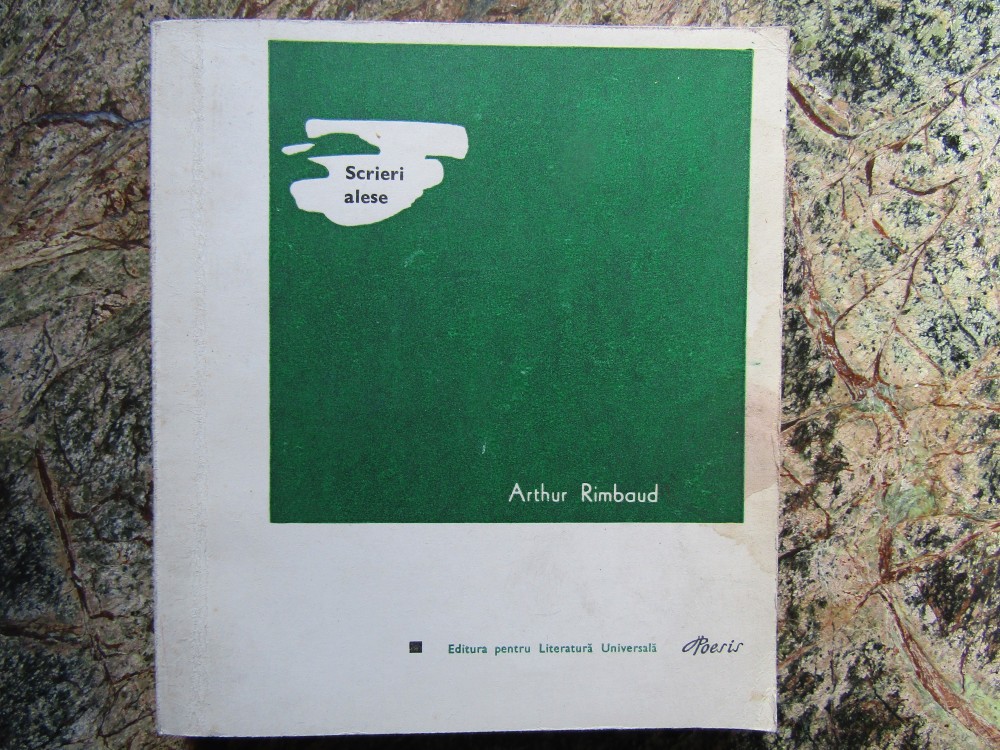 Scrieri
alese
Arthur Rimbaud
Editura pentru Literatură Universală
Poesis